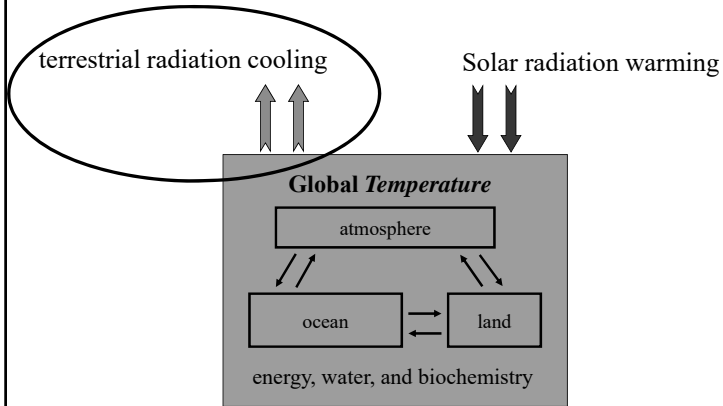 terrestrial radiation cooling
Solar radiation warming
Global Temperature
atmosphere
ocean
land
energy, water, and biochemistry